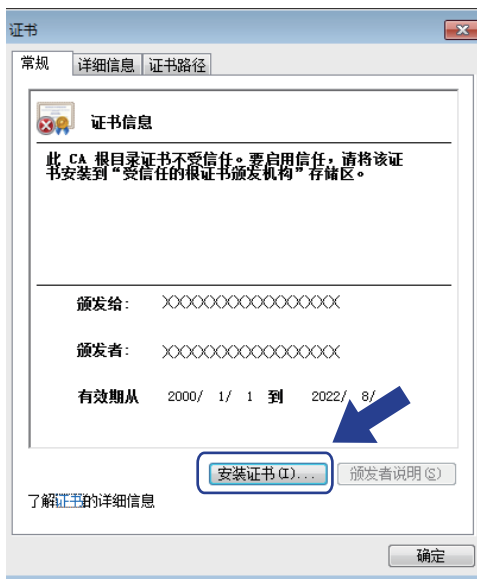 证书
常规 详细信息 证书路径
证书信息
此 CA 根目录证书不受信任。要启用信任，请将该证
书安装到“受信任的根证书颁发机构”存储区。
颁发给: XXXXXXXXXXXXXXXX
颁发者: XXXXXXXXXXXXXXXX
有效期从 2000/ 1/ 1 到 2022/ 8/
安装证书(I)... 颁发者说明(S)
了解证书的详细信息
确定